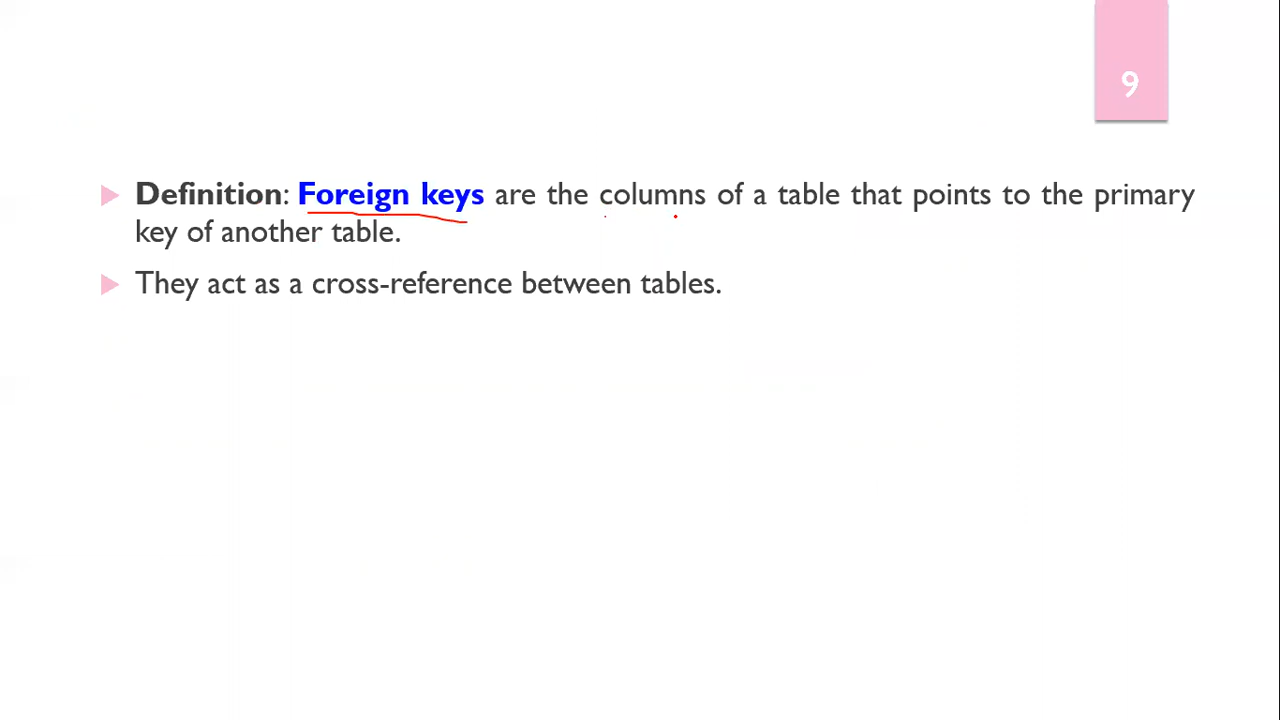 9
Definition: Foreign keys are the columns of a table that points to the primary
key of another table.
They act as a cross-reference between tables.